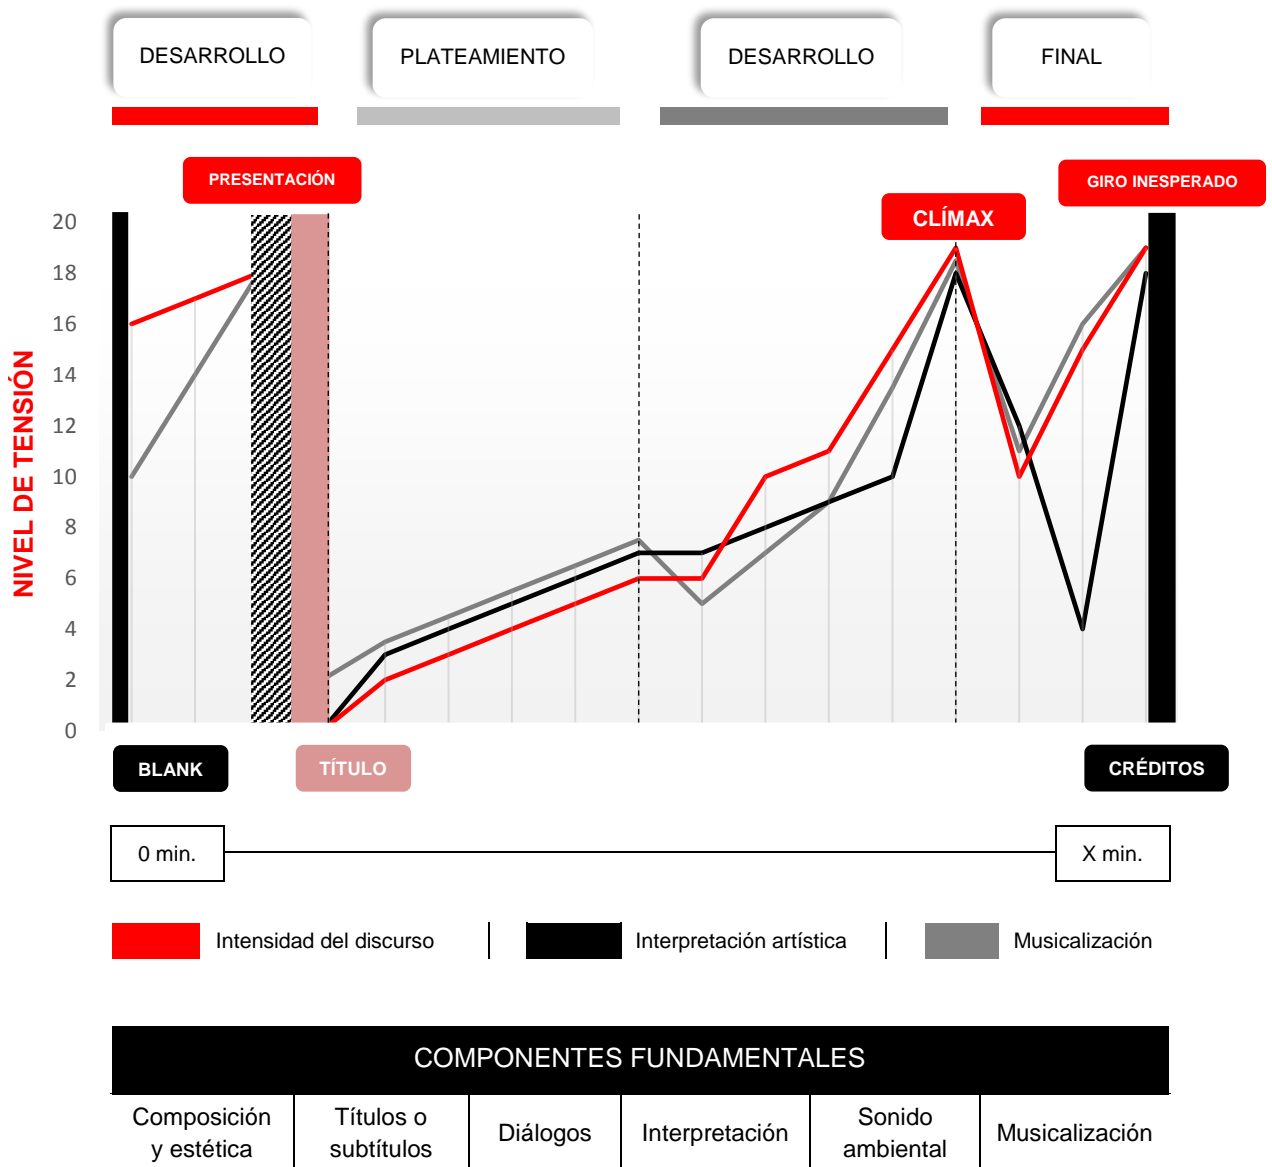 DESARROLLO
PLATEAMIENTO
DESARROLLO
FINAL
PRESENTACIÓN
GIRO INESPERADO
CLÍMAX
NIVEL DE TENSIÓN
20
18
16
14
12
10
8
6
4
2
0
BLANK
TÍTULO
CRÉDITOS
0 min.
X min.
Intensidad del discurso
Interpretación artística
Musicalización
COMPONENTES FUNDAMENTALES
Composición
y estética
Títulos o
subtítulos
Diálogos
Interpretación
Sonido
ambiental
Musicalización